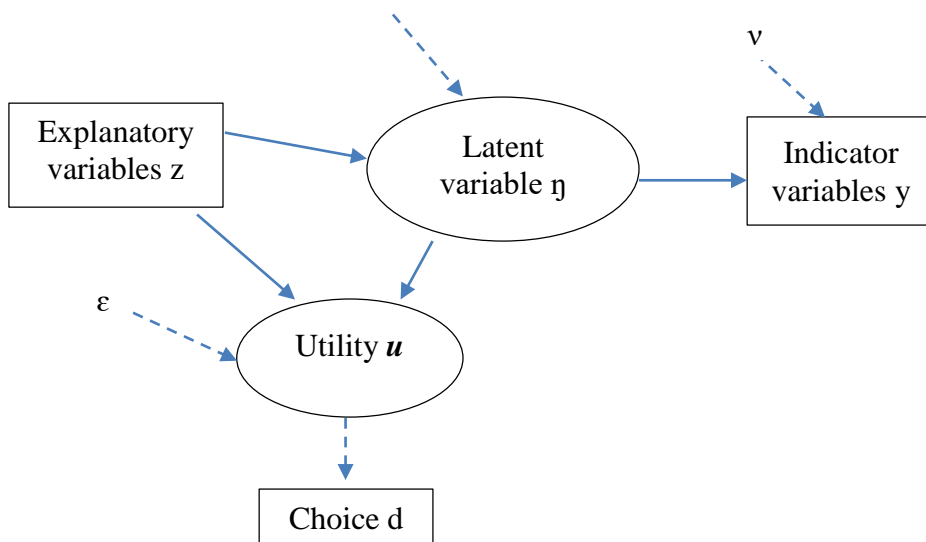 ν
Explanatory
variables z
Latent
variable ŋ
Indicator
variables y
ε
Utility u
Choice d